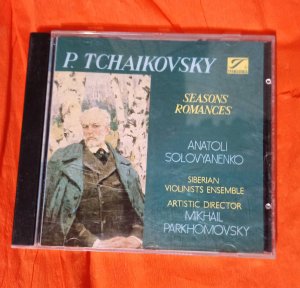 P. TCHAIKOVSKY
SEASONS
ROMANCES
ANATOLI
SOLOVYANENKO
SIBERIAN
VIOLINISTS ENSEMBLE
ARTISTIC DIRECTOR
MIKHAIL
PARKHOMOVSKY